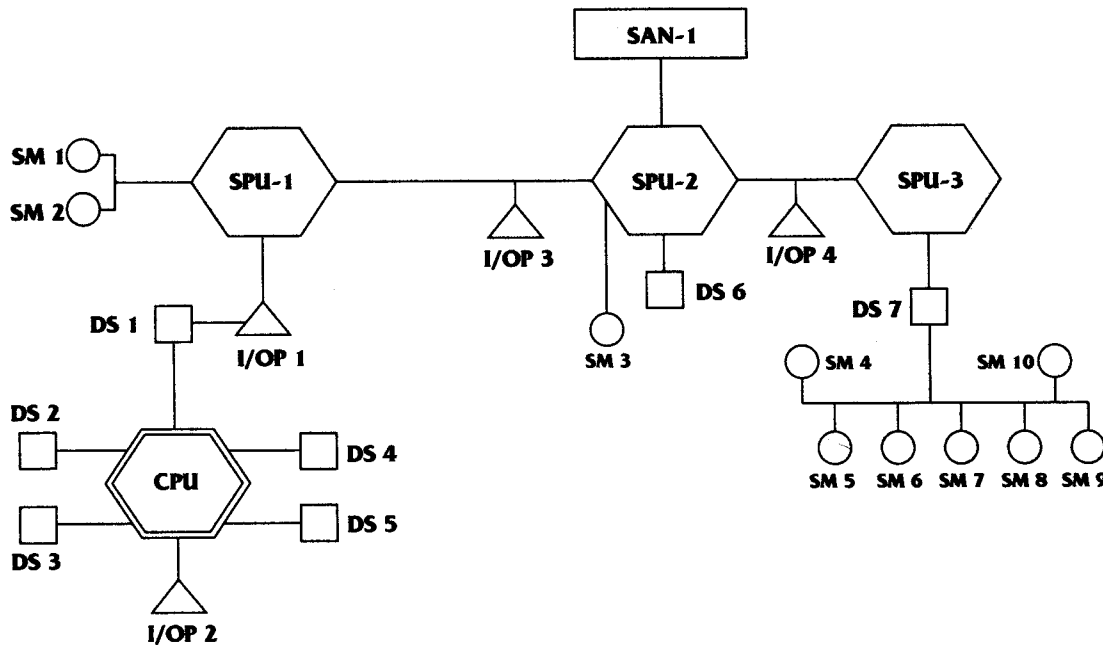 SAN-1
SM 1
SPU-1
SPU-2
SPU-3
SM 2
I/OP 3
I/OP 4
DS 6
DS 7
DS 1
I/OP 1
SM 3
SM 4
SM 10
DS 2
DS 4
CPU
SM 5
SM 6
SM 7
SM 8
SM 9
DS 3
DS 5
I/OP 2